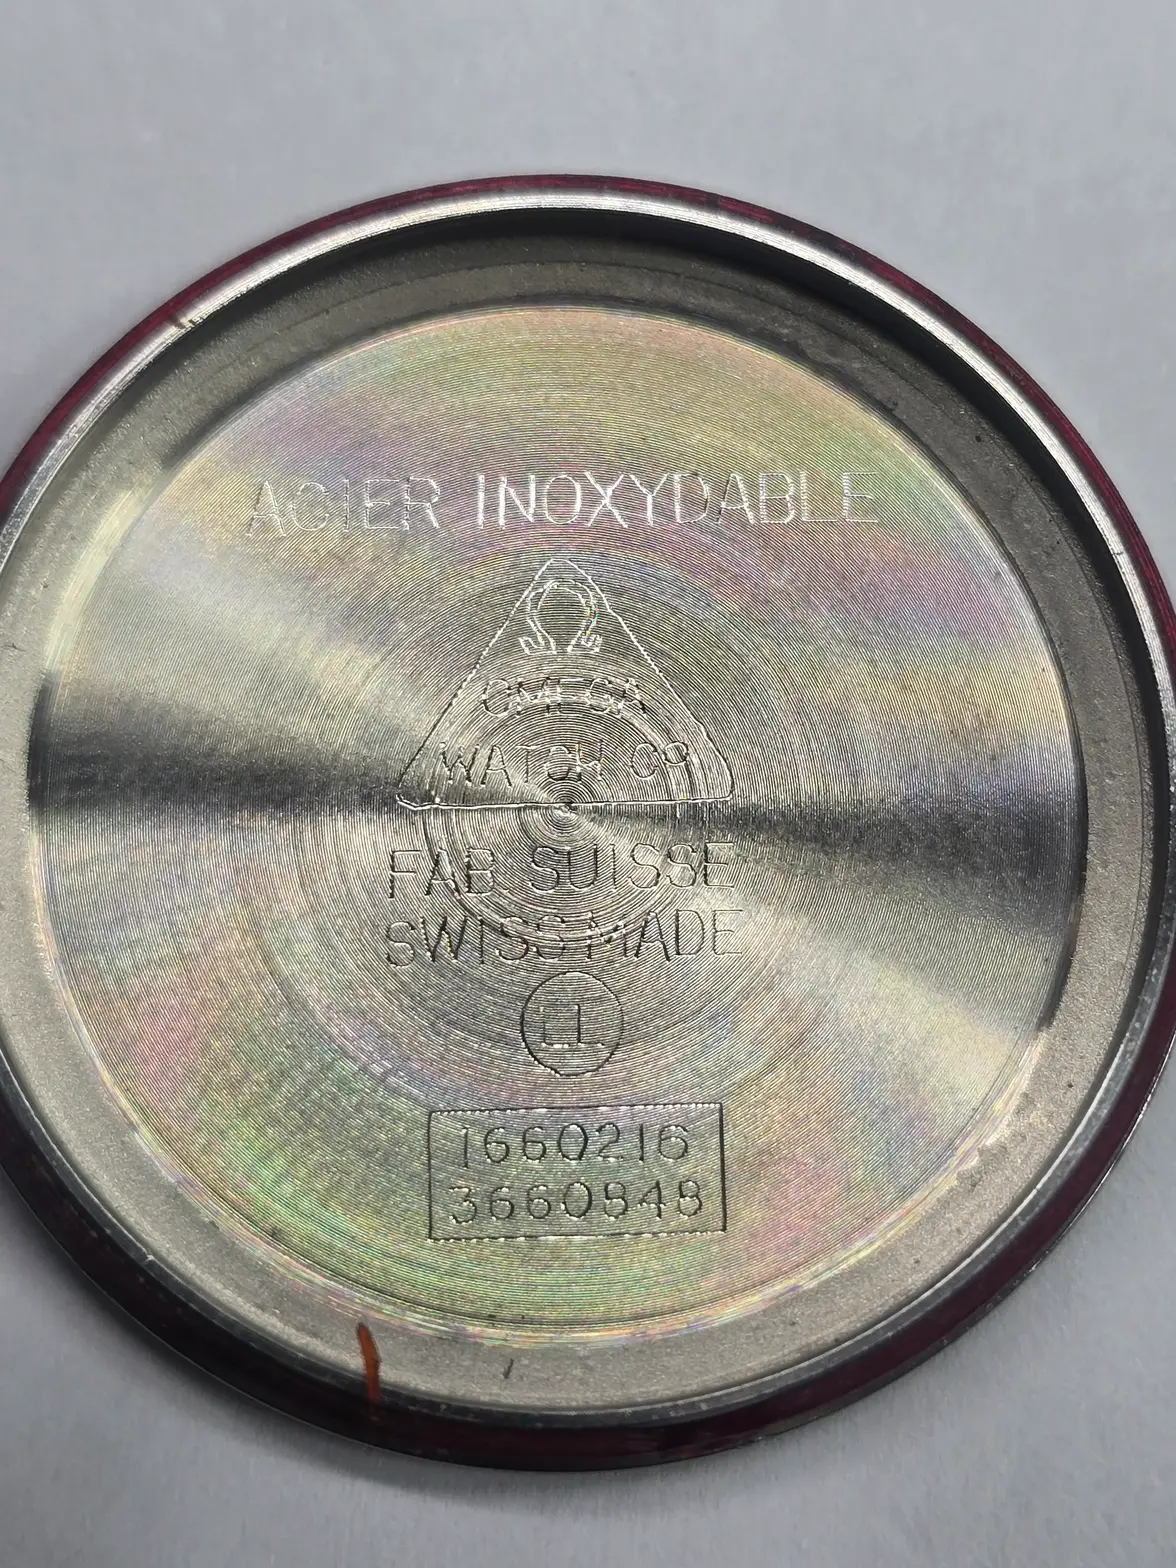 ACIER INOXYDABLE
Ω
OMEGA
WATCH Co
FAB. SUISSE
SWISS MADE
1660216
3660848